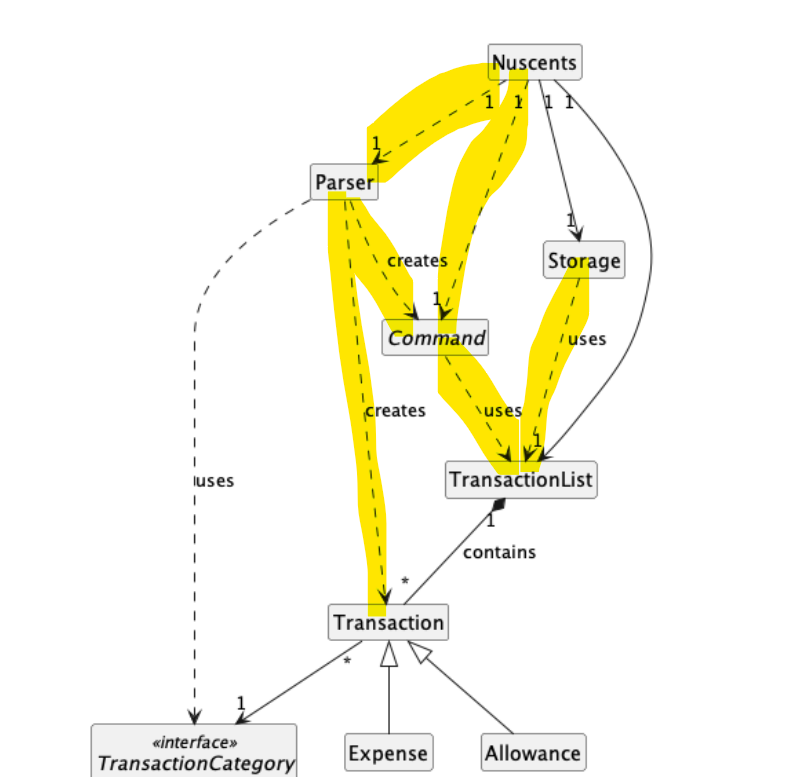 Nuscents
1 1 1 1
1
Parser
1
creates
Storage
1
Command
uses
creates
uses
1
uses
TransactionList
1
contains
*
Transaction
*
1
«interface»
TransactionCategory
Expense
Allowance